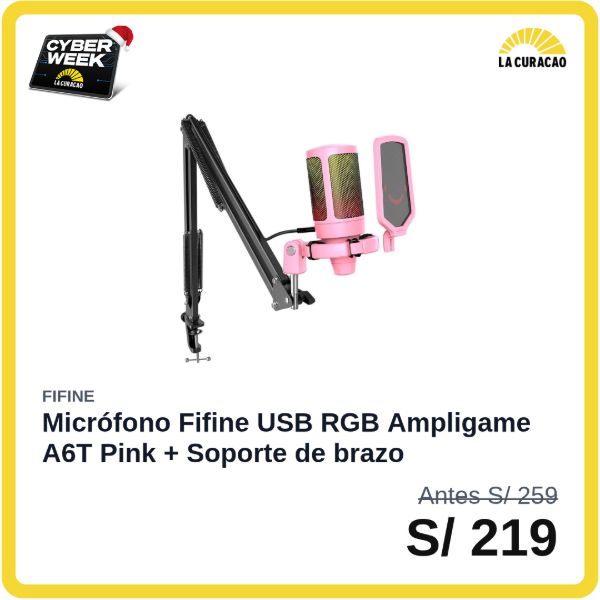 CYBER
WEEK
LA CURACAO
LA CURACAO
FIFINE
Micrófono Fifine USB RGB Ampligame
A6T Pink + Soporte de brazo
Antes S/ 259
S/ 219